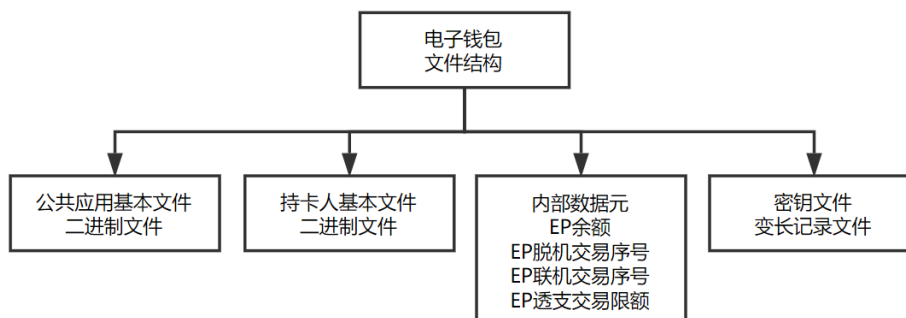 电子钱包
文件结构
公共应用基本文件
二进制文件
持卡人基本文件
二进制文件
内部数据元
EP余额
EP脱机交易序号
EP联机交易序号
EP透支交易限额
密钥文件
变长记录文件